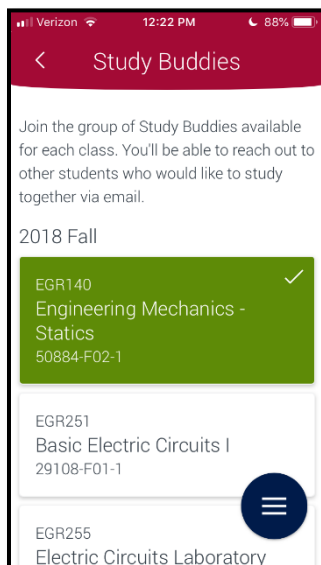 Verizon 12:22 PM 88%
Study Buddies
Join the group of Study Buddies available
for each class. You'll be able to reach out to
other students who would like to study
together via email.
2018 Fall
EGR140
Engineering Mechanics -
Statics
50884-F02-1
EGR251
Basic Electric Circuits I
29108-F01-1
EGR255
Electric Circuits Laboratory